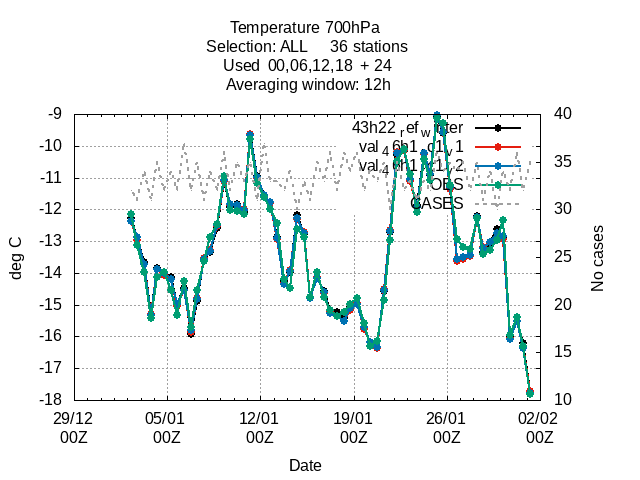 Temperature 700hPa
Selection: ALL 36 stations
Used 00,06,12,18 + 24
Averaging window: 12h
-9
-10
-11
-12
-13
-14
-15
-16
-17
-18
deg C
40
35
30
25
20
15
10
No cases
OBS
CASES
29/12 00Z
05/01 00Z
12/01 00Z
19/01 00Z
26/01 00Z
02/02 00Z
Date